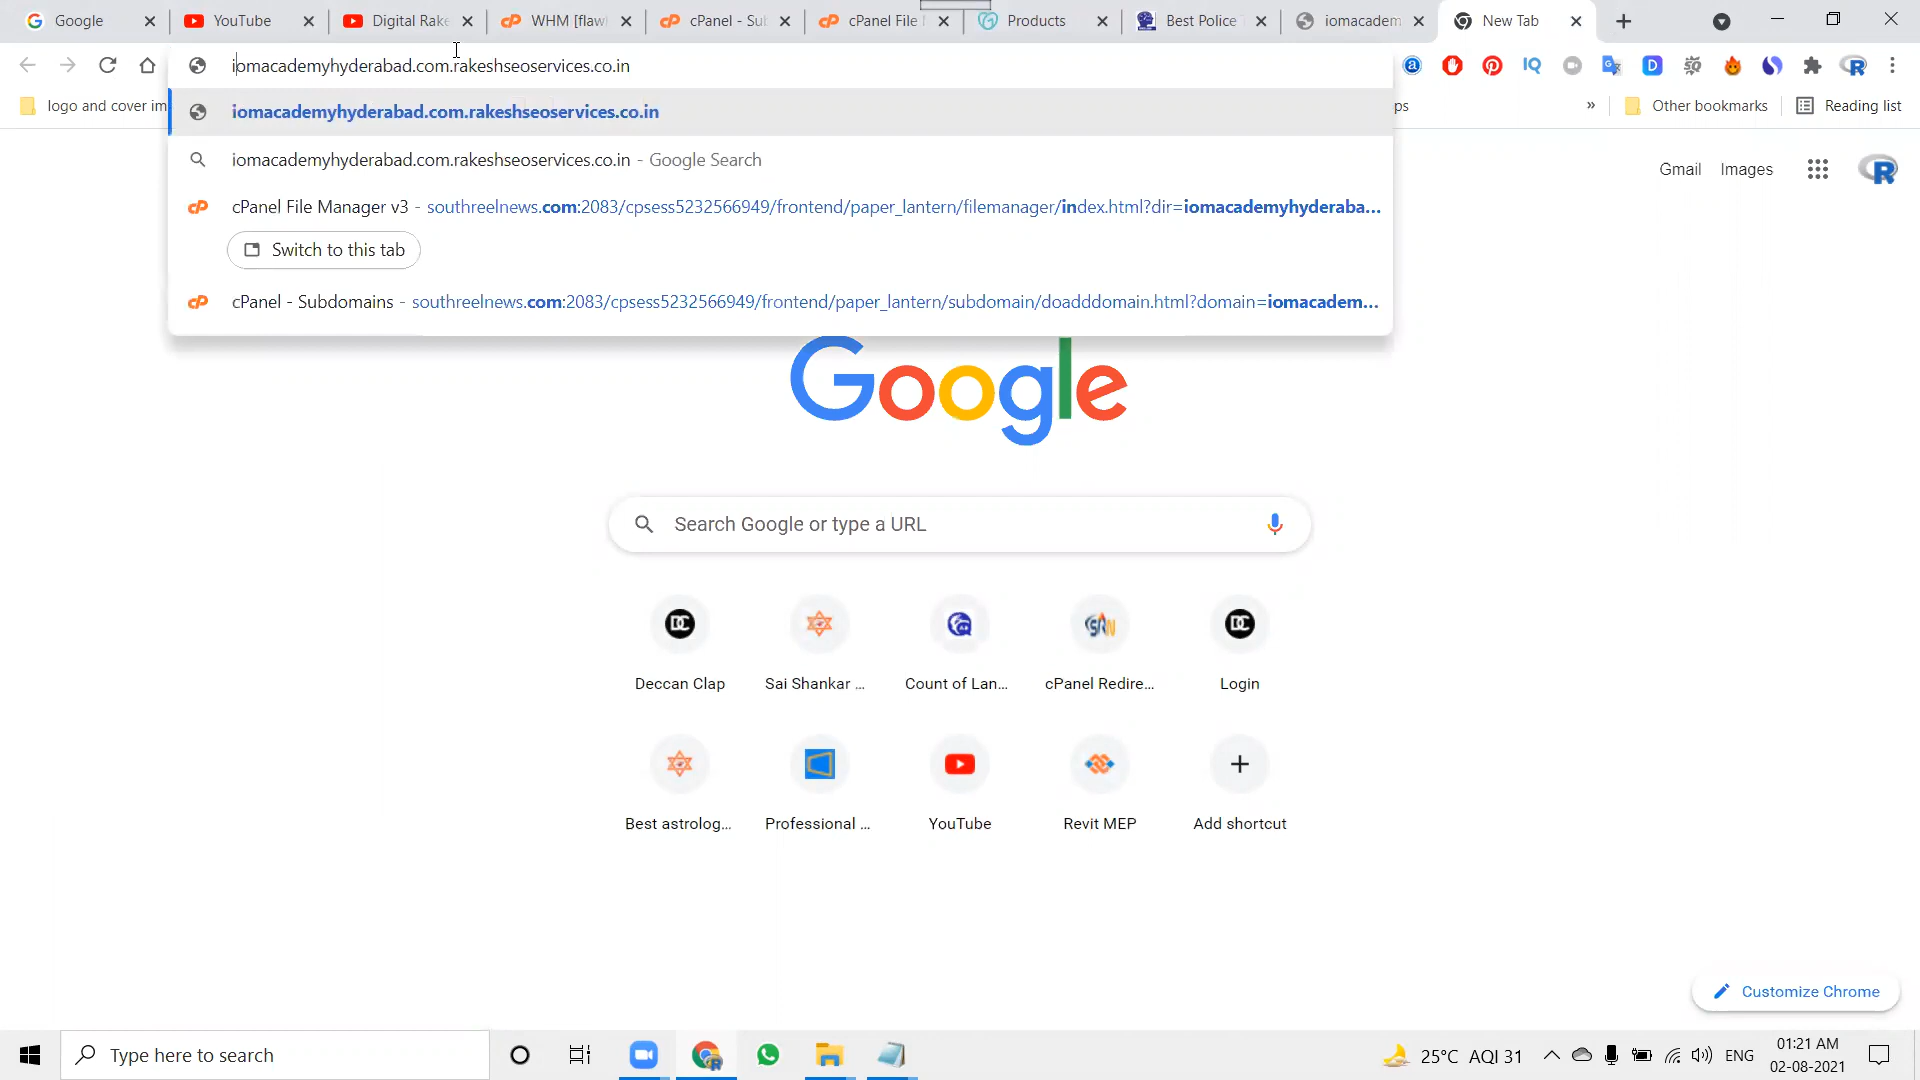 Google
YouTube
Digital Rake
WHM [flaw
cPanel - Sub
cPanel File
Products
Best Police
iomacadem
New Tab
iomacademyhyderabad.com.rakeshseoservices.co.in
logo and cover im
ps
»
Other bookmarks
Reading list
iomacademyhyderabad.com.rakeshseoservices.co.in
iomacademyhyderabad.com.rakeshseoservices.co.in - Google Search
cPanel File Manager v3 - southreelnews.com:2083/cpsess5232566949/frontend/paper_lantern/filemanager/index.html?dir=iomacademyhyderaba...
Switch to this tab
cPanel - Subdomains - southreelnews.com:2083/cpsess5232566949/frontend/paper_lantern/subdomain/doadddomain.html?domain=iomacadem...
Gmail Images
Google
Search Google or type a URL
Deccan Clap
Sai Shankar ...
Count of Lan...
cPanel Redire...
Login
Best astrolog...
Professional ...
YouTube
Revit MEP
Add shortcut
Customize Chrome
Type here to search
25°C AQI 31
ENG
01:21 AM
02-08-2021